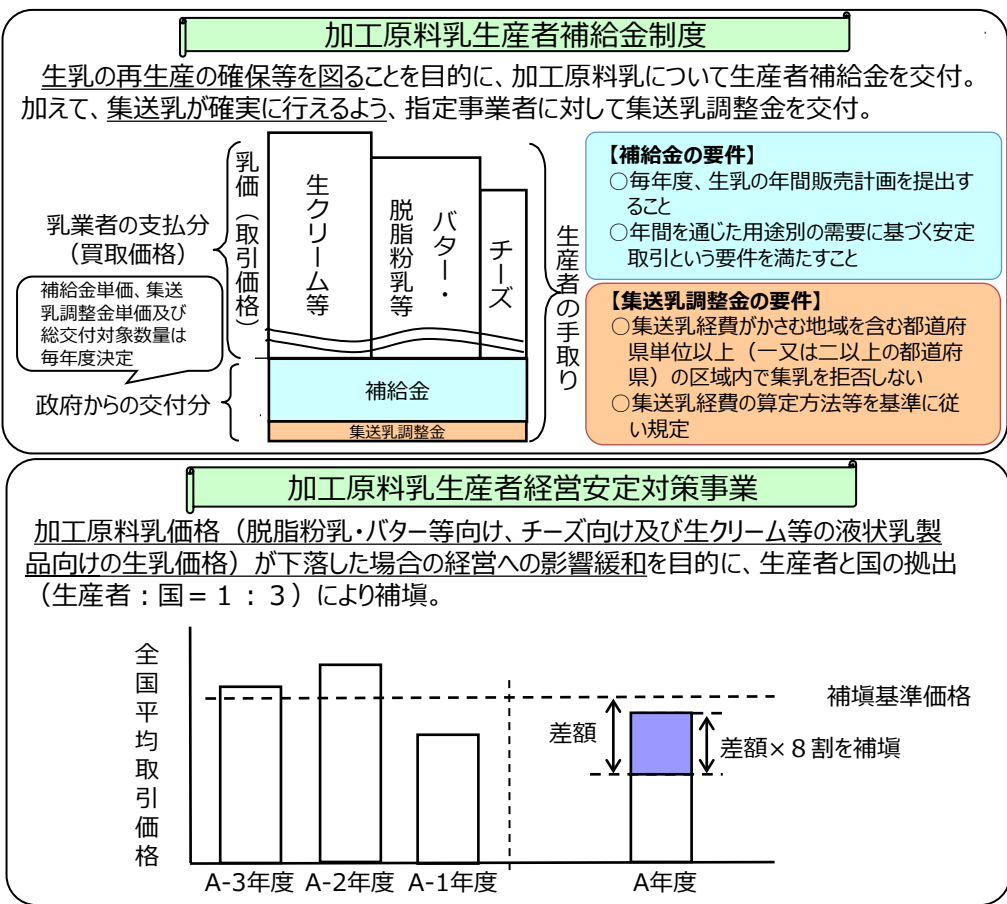 加工原料乳生産者補給金制度
生乳の再生産の確保等を図ることを目的に、加工原料乳について生産者補給金を交付。
加えて、集送乳が確実に行えるよう、指定事業者に対して集送乳調整金を交付。
乳業者の支払分
（買取価格）
補給金単価、集送
乳調整金単価及び
総交付対象数量は
毎年度決定
政府からの交付分
乳価（取引価格）
生クリーム等
脱脂粉乳等
バター・
チーズ
補給金
集送乳調整金
生産者の手取り
【補給金の要件】
○毎年度、生乳の年間販売計画を提出す
ること
○年間を通じた用途別の需要に基づく安定
取引という要件を満たすこと
【集送乳調整金の要件】
○集送乳経費がかさむ地域を含む都道府
県単位以上（一又は二以上の都道府
県）の区域内で集乳を拒否しない
○集送乳経費の算定方法等を基準に従
い規定
加工原料乳生産者経営安定対策事業
加工原料乳価格（脱脂粉乳・バター等向け、チーズ向け及び生クリーム等の液状乳製
品向けの生乳価格）が下落した場合の経営への影響緩和を目的に、生産者と国の拠出
（生産者：国＝１：３）により補塡。
全国平均取引価格
補塡基準価格
差額
差額×８割を補塡
A-3年度 A-2年度 A-1年度 A年度